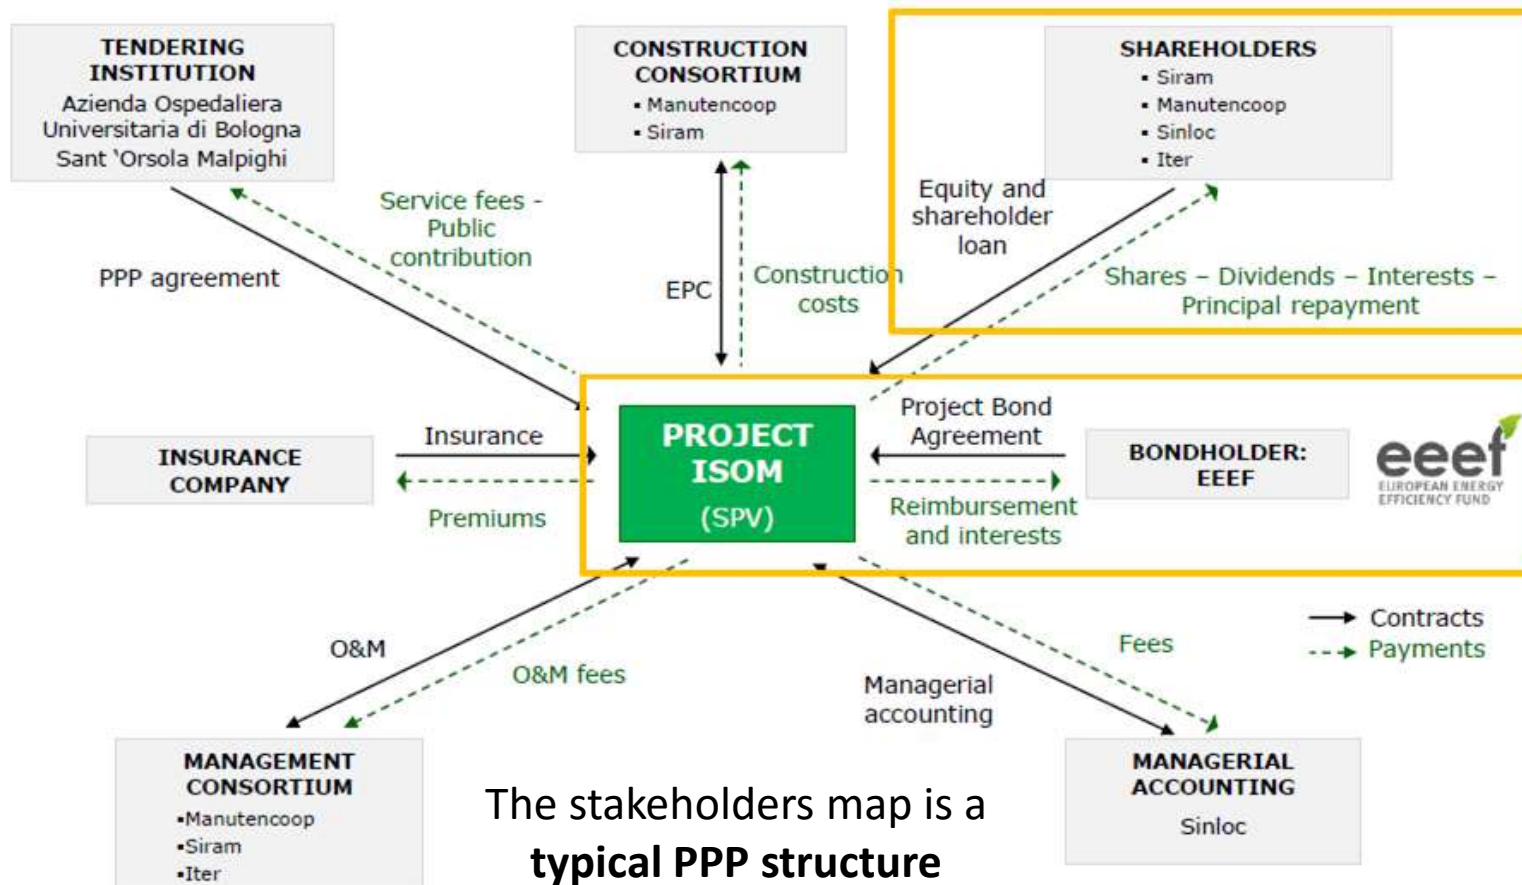 TENDERING
INSTITUTION
Azienda Ospedaliera
Universitaria di Bologna
Sant ‛Orsola Malpighi
CONSTRUCTION
CONSORTIUM
▪ Manutencoop
▪ Siram
SHAREHOLDERS
▪ Siram
▪ Manutencoop
▪ Sinloc
▪ Iter
Service fees -
Public
contribution
PPP agreement
EPC
Construction
costs
Equity and
shareholder
loan
Shares – Dividends – Interests –
Principal repayment
INSURANCE
COMPANY
Insurance
Premiums
PROJECT
ISOM
(SPV)
Project Bond
Agreement
Reimbursement
and interests
BONDHOLDER:
EEEF
eeef
EUROPEAN ENERGY
EFFICIENCY FUND
O&M
O&M fees
Managerial
accounting
Fees
Contracts
Payments
MANAGEMENT
CONSORTIUM
▪Manutencoop
▪Siram
▪Iter
The stakeholders map is a
typical PPP structure
MANAGERIAL
ACCOUNTING
Sinloc